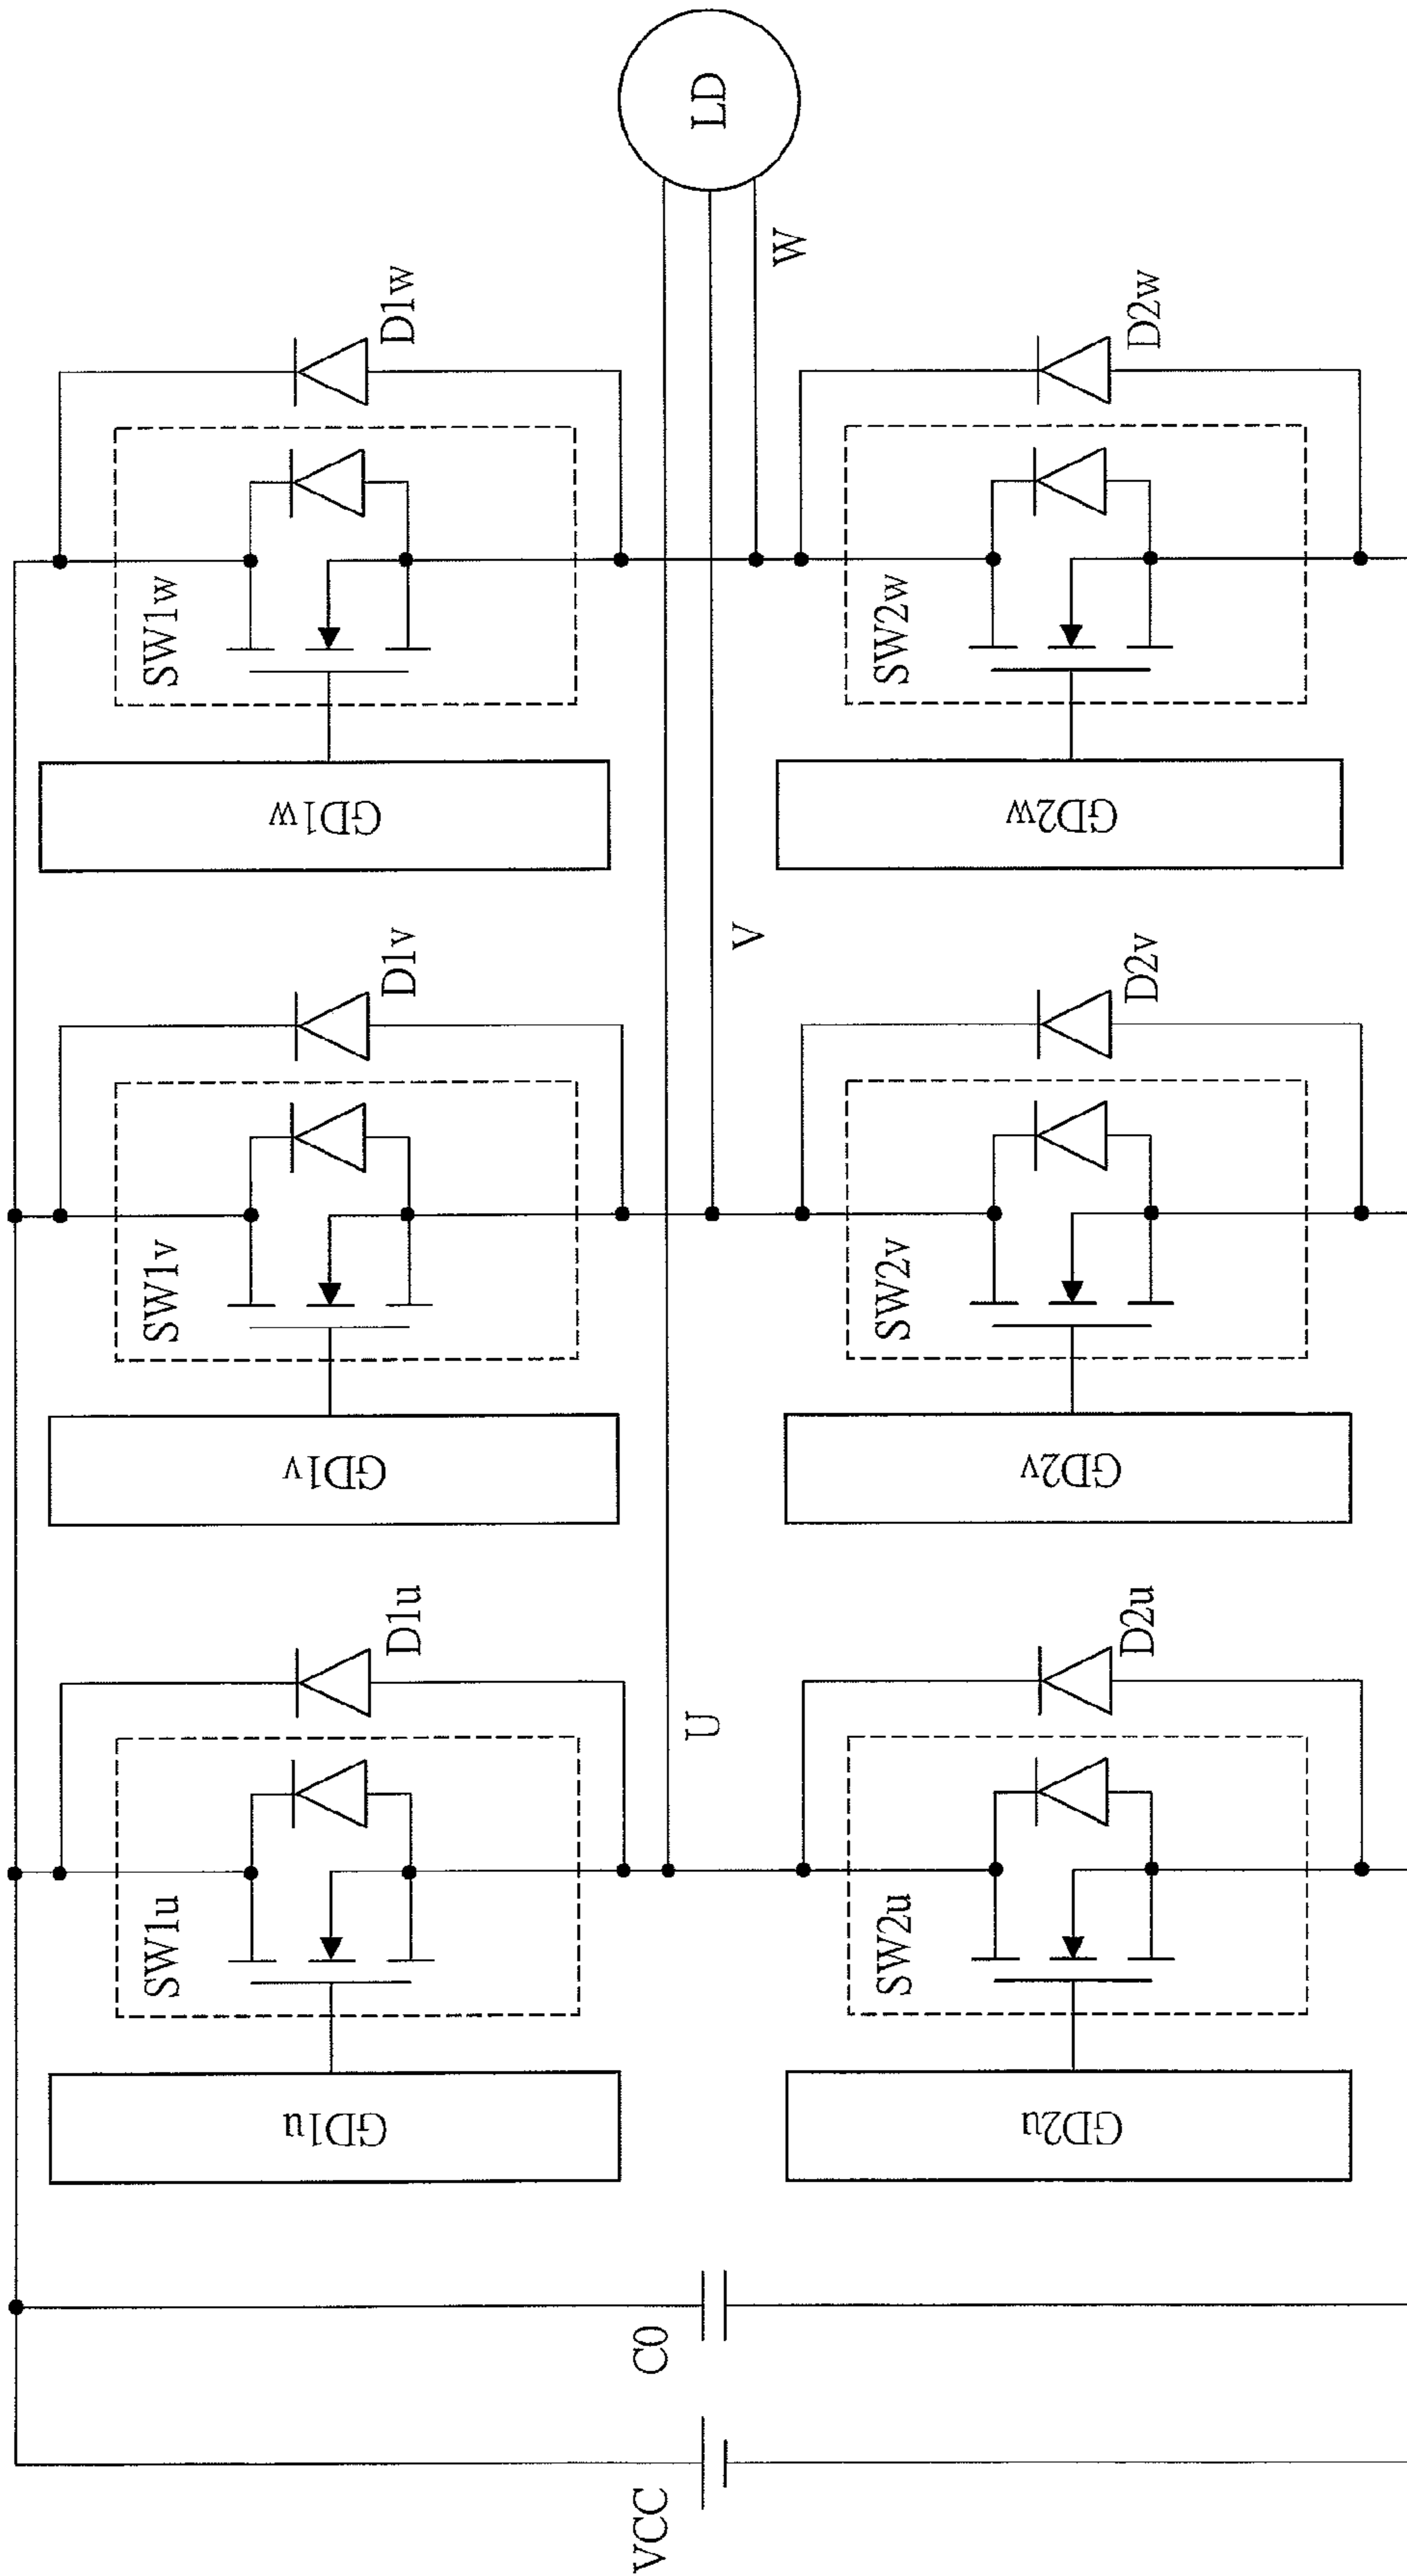 LD
W
D1w
D2w
SW1w
SW2w
GD1w
GD2w
V
D1v
D2v
SW1v
SW2v
GD1v
GD2v
U
D1u
D2u
SW1u
SW2u
GD1u
GD2u
C0
VCC